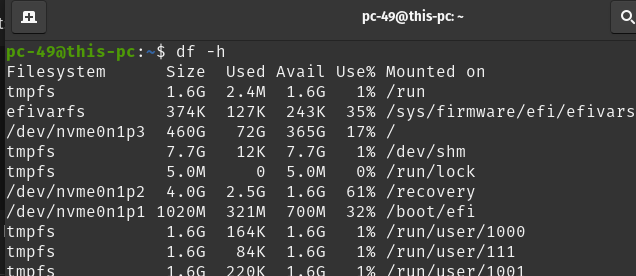 pc-49@this-pc: ~
pc-49@this-pc:~$ df -h
Filesystem      Size  Used Avail Use% Mounted on
tmpfs           1.6G  2.4M  1.6G   1% /run
efivarfs        374K  127K  243K  35% /sys/firmware/efi/efivars
/dev/nvme0n1p3  460G   72G  365G  17% /
tmpfs           7.7G   12K  7.7G   1% /dev/shm
tmpfs           5.0M     0  5.0M   0% /run/lock
/dev/nvme0n1p2  4.0G  2.5G  1.6G  61% /recovery
/dev/nvme0n1p1 1020M  321M  700M  32% /boot/efi
tmpfs           1.6G  164K  1.6G   1% /run/user/1000
tmpfs           1.6G   84K  1.6G   1% /run/user/111
tmpfs           1.6G  220K  1.6G   1% /run/user/1001